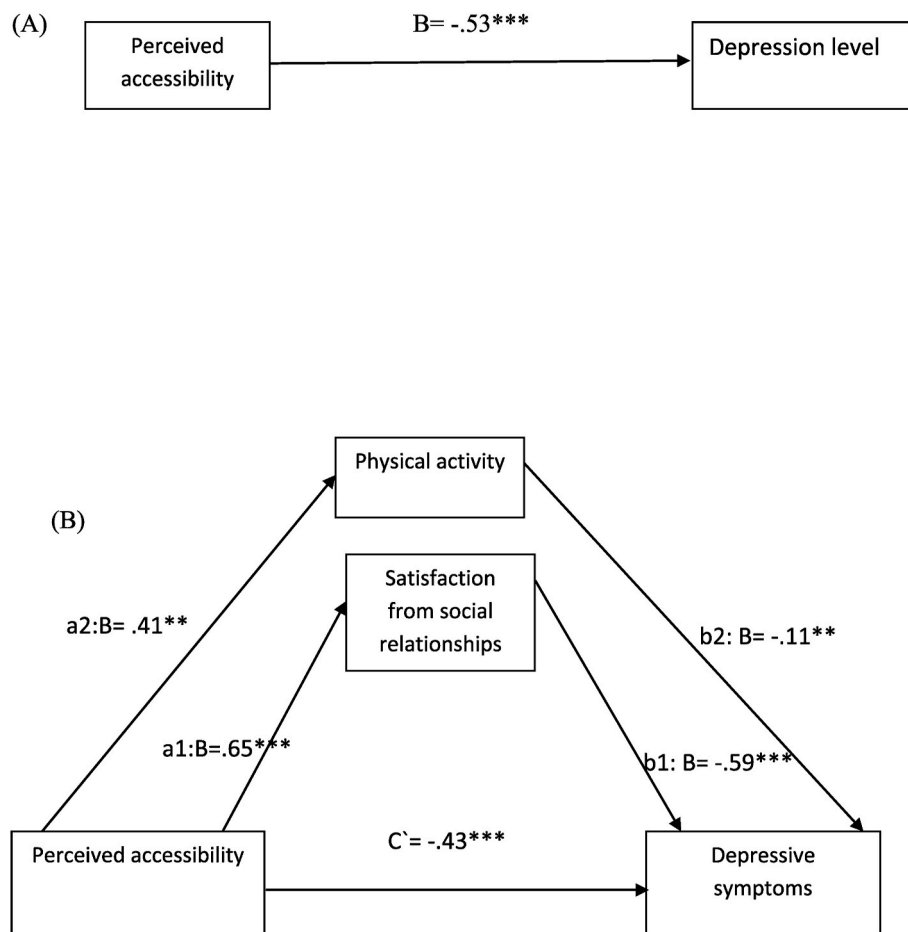 (A)
B= -.53***
Perceived
accessibility
Depression level
Physical activity
(B)
Satisfaction
from social
relationships
a2:B= .41**
b2: B= -.11**
a1:B=.65***
b1: B= -.59***
C`= -.43***
Perceived accessibility
Depressive
symptoms